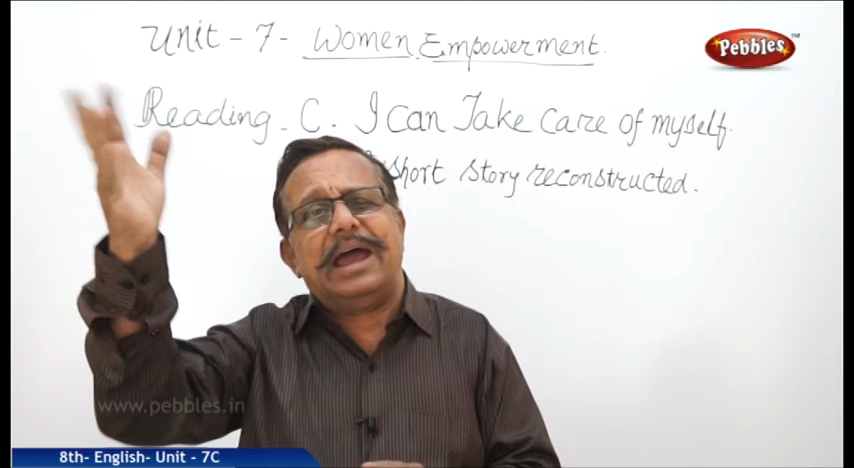 Unit - 7 - Women Empowerment.
Pebbles TM
Reading - C - I can Take care of myself.
short story reconstructed.
www.pebbles.in
8th- English- Unit - 7C